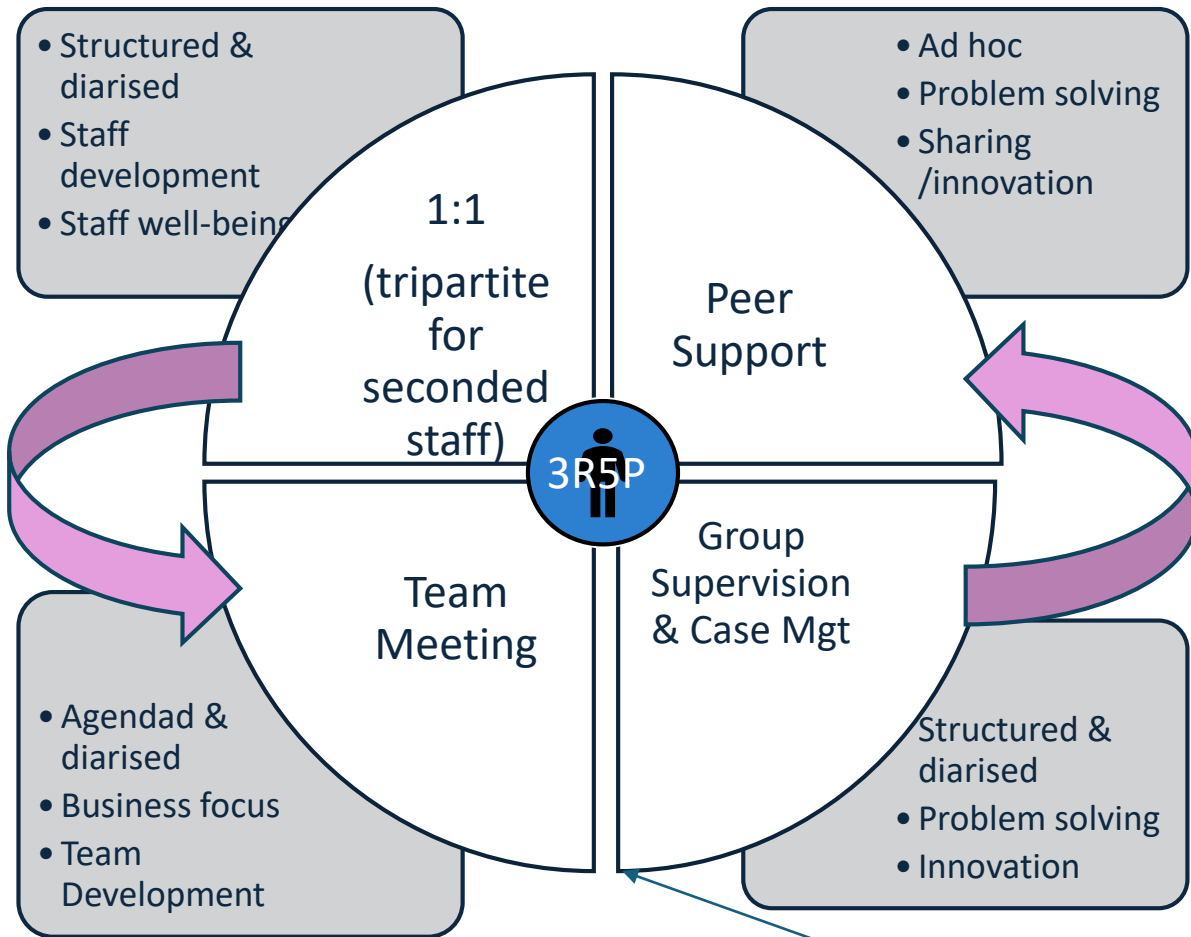 • Structured &
diarised
• Staff
development
• Staff well-being
• Ad hoc
• Problem solving
• Sharing
/innovation
1:1
(tripartite
for
seconded
staff)
Peer
Support
3R5P
Team
Meeting
Group
Supervision
& Case Mgt
• Agendad &
diarised
• Business focus
• Team
Development
Structured &
diarised
• Problem solving
• Innovation